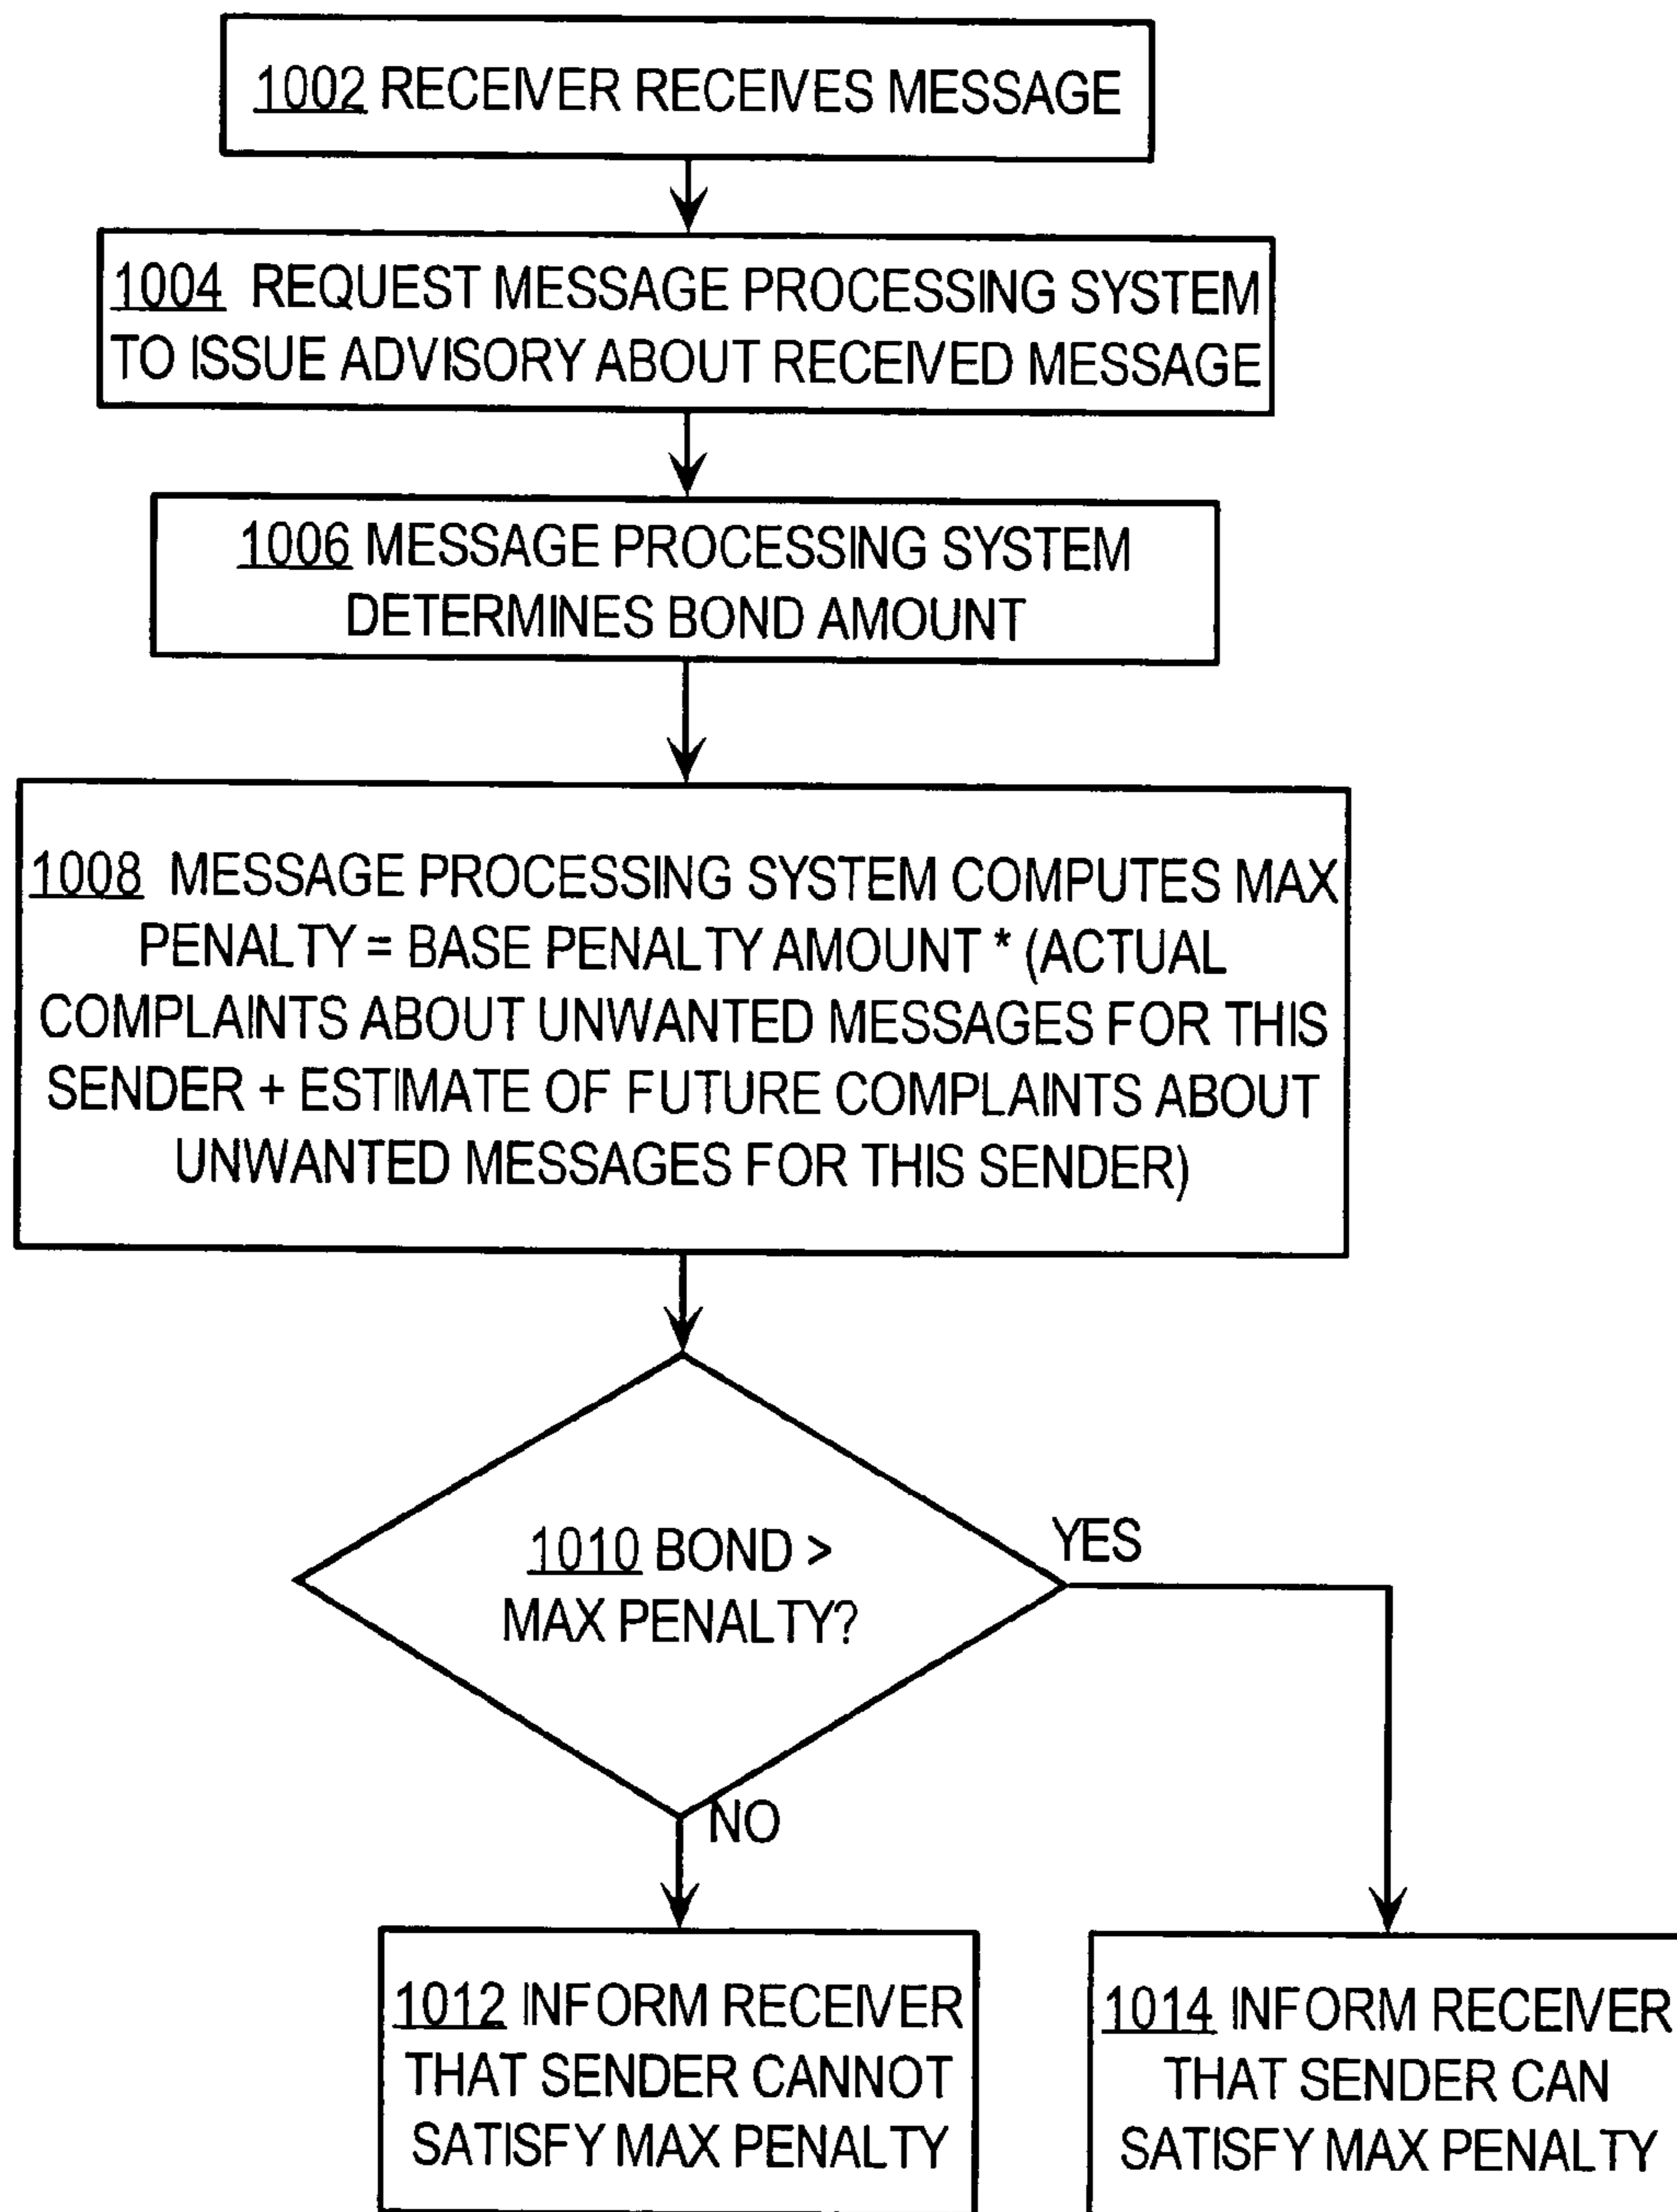 1002 RECEIVER RECEIVES MESSAGE
1004 REQUEST MESSAGE PROCESSING SYSTEM
TO ISSUE ADVISORY ABOUT RECEIVED MESSAGE
1006 MESSAGE PROCESSING SYSTEM
DETERMINES BOND AMOUNT
1008 MESSAGE PROCESSING SYSTEM COMPUTES MAX
PENALTY = BASE PENALTY AMOUNT * (ACTUAL
COMPLAINTS ABOUT UNWANTED MESSAGES FOR THIS
SENDER + ESTIMATE OF FUTURE COMPLAINTS ABOUT
UNWANTED MESSAGES FOR THIS SENDER)
1010 BOND >
MAX PENALTY?
YES
NO
1012 INFORM RECEIVER
THAT SENDER CANNOT
SATISFY MAX PENALTY
1014 INFORM RECEIVER
THAT SENDER CAN
SATISFY MAX PENALTY